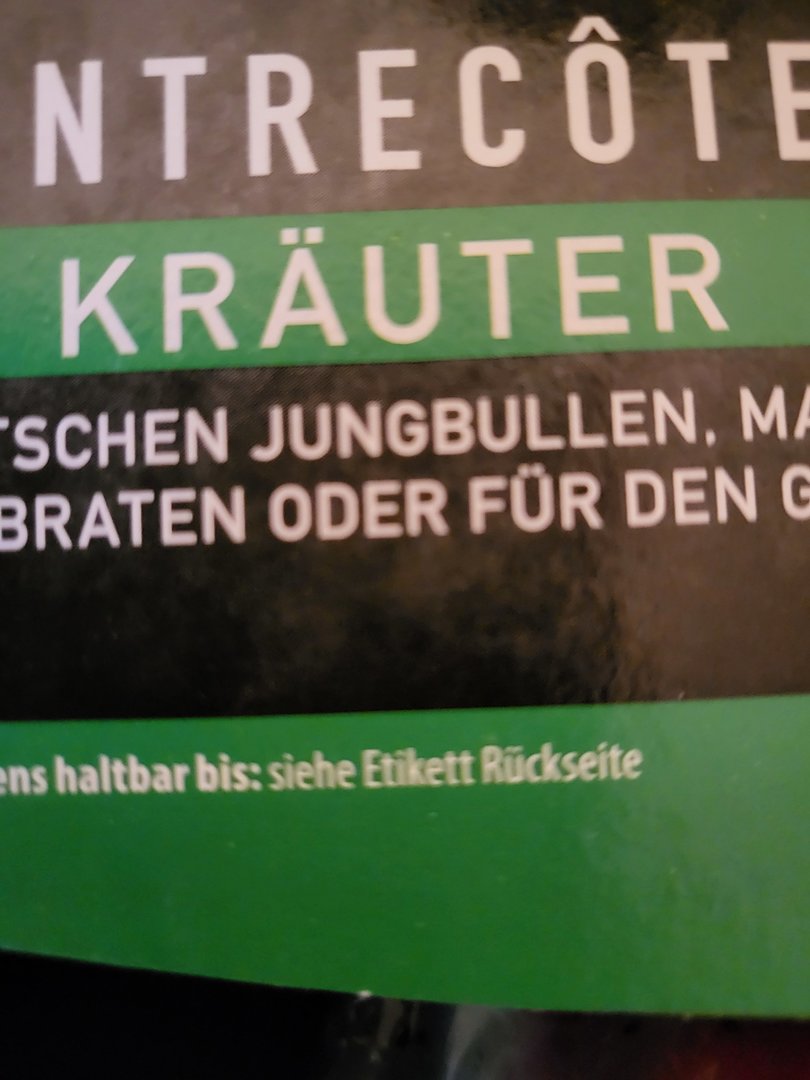 NTRECÔTE
KRÄUTER
TSCHEN JUNGBULLEN, MA
BRATEN ODER FÜR DEN G
ens haltbar bis: siehe Etikett Rückseite